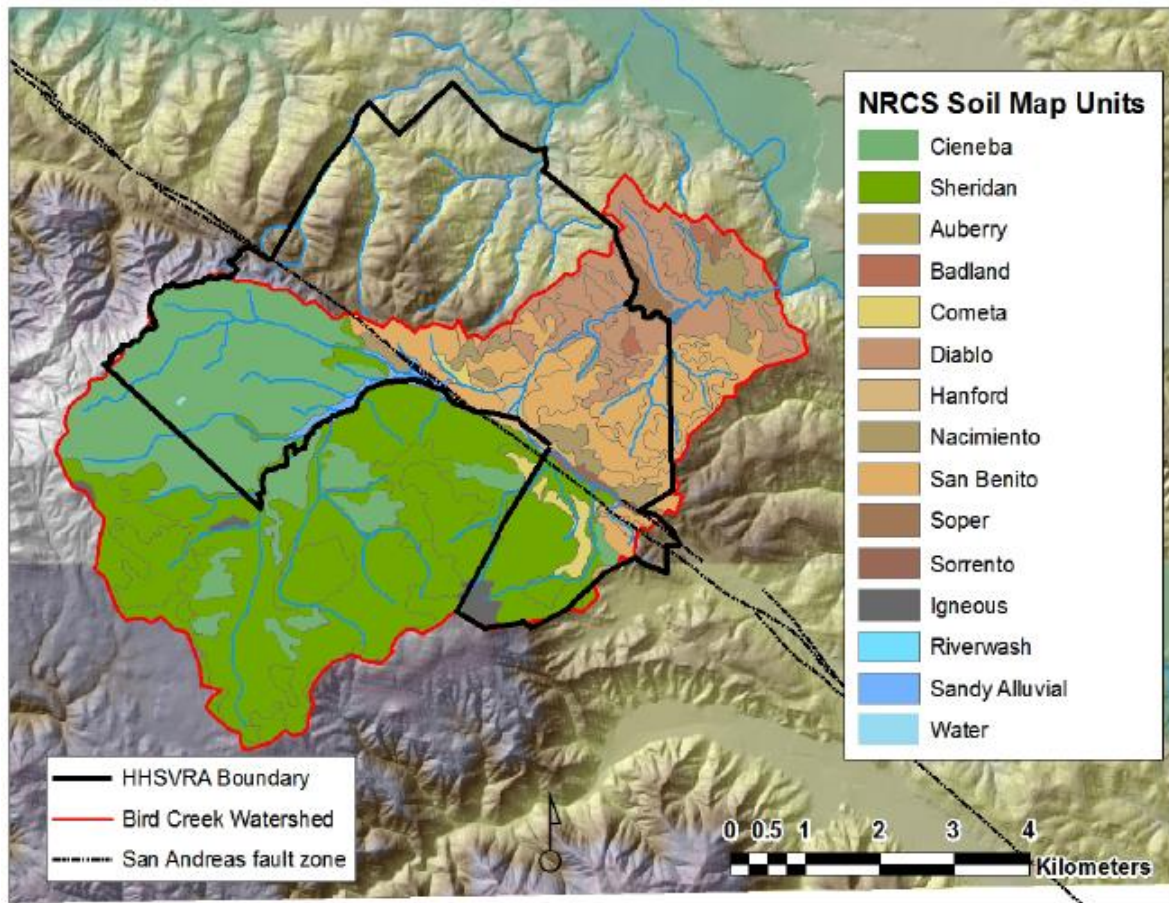 NRCS Soil Map Units
Cieneba
Sheridan
Auberry
Badland
Cometa
Diablo
Hanford
Nacimiento
San Benito
Soper
Sorrento
Igneous
Riverwash
Sandy Alluvial
Water
HHSVRA Boundary
Bird Creek Watershed
San Andreas fault zone
0 0.5 1 2 3 4
Kilometers